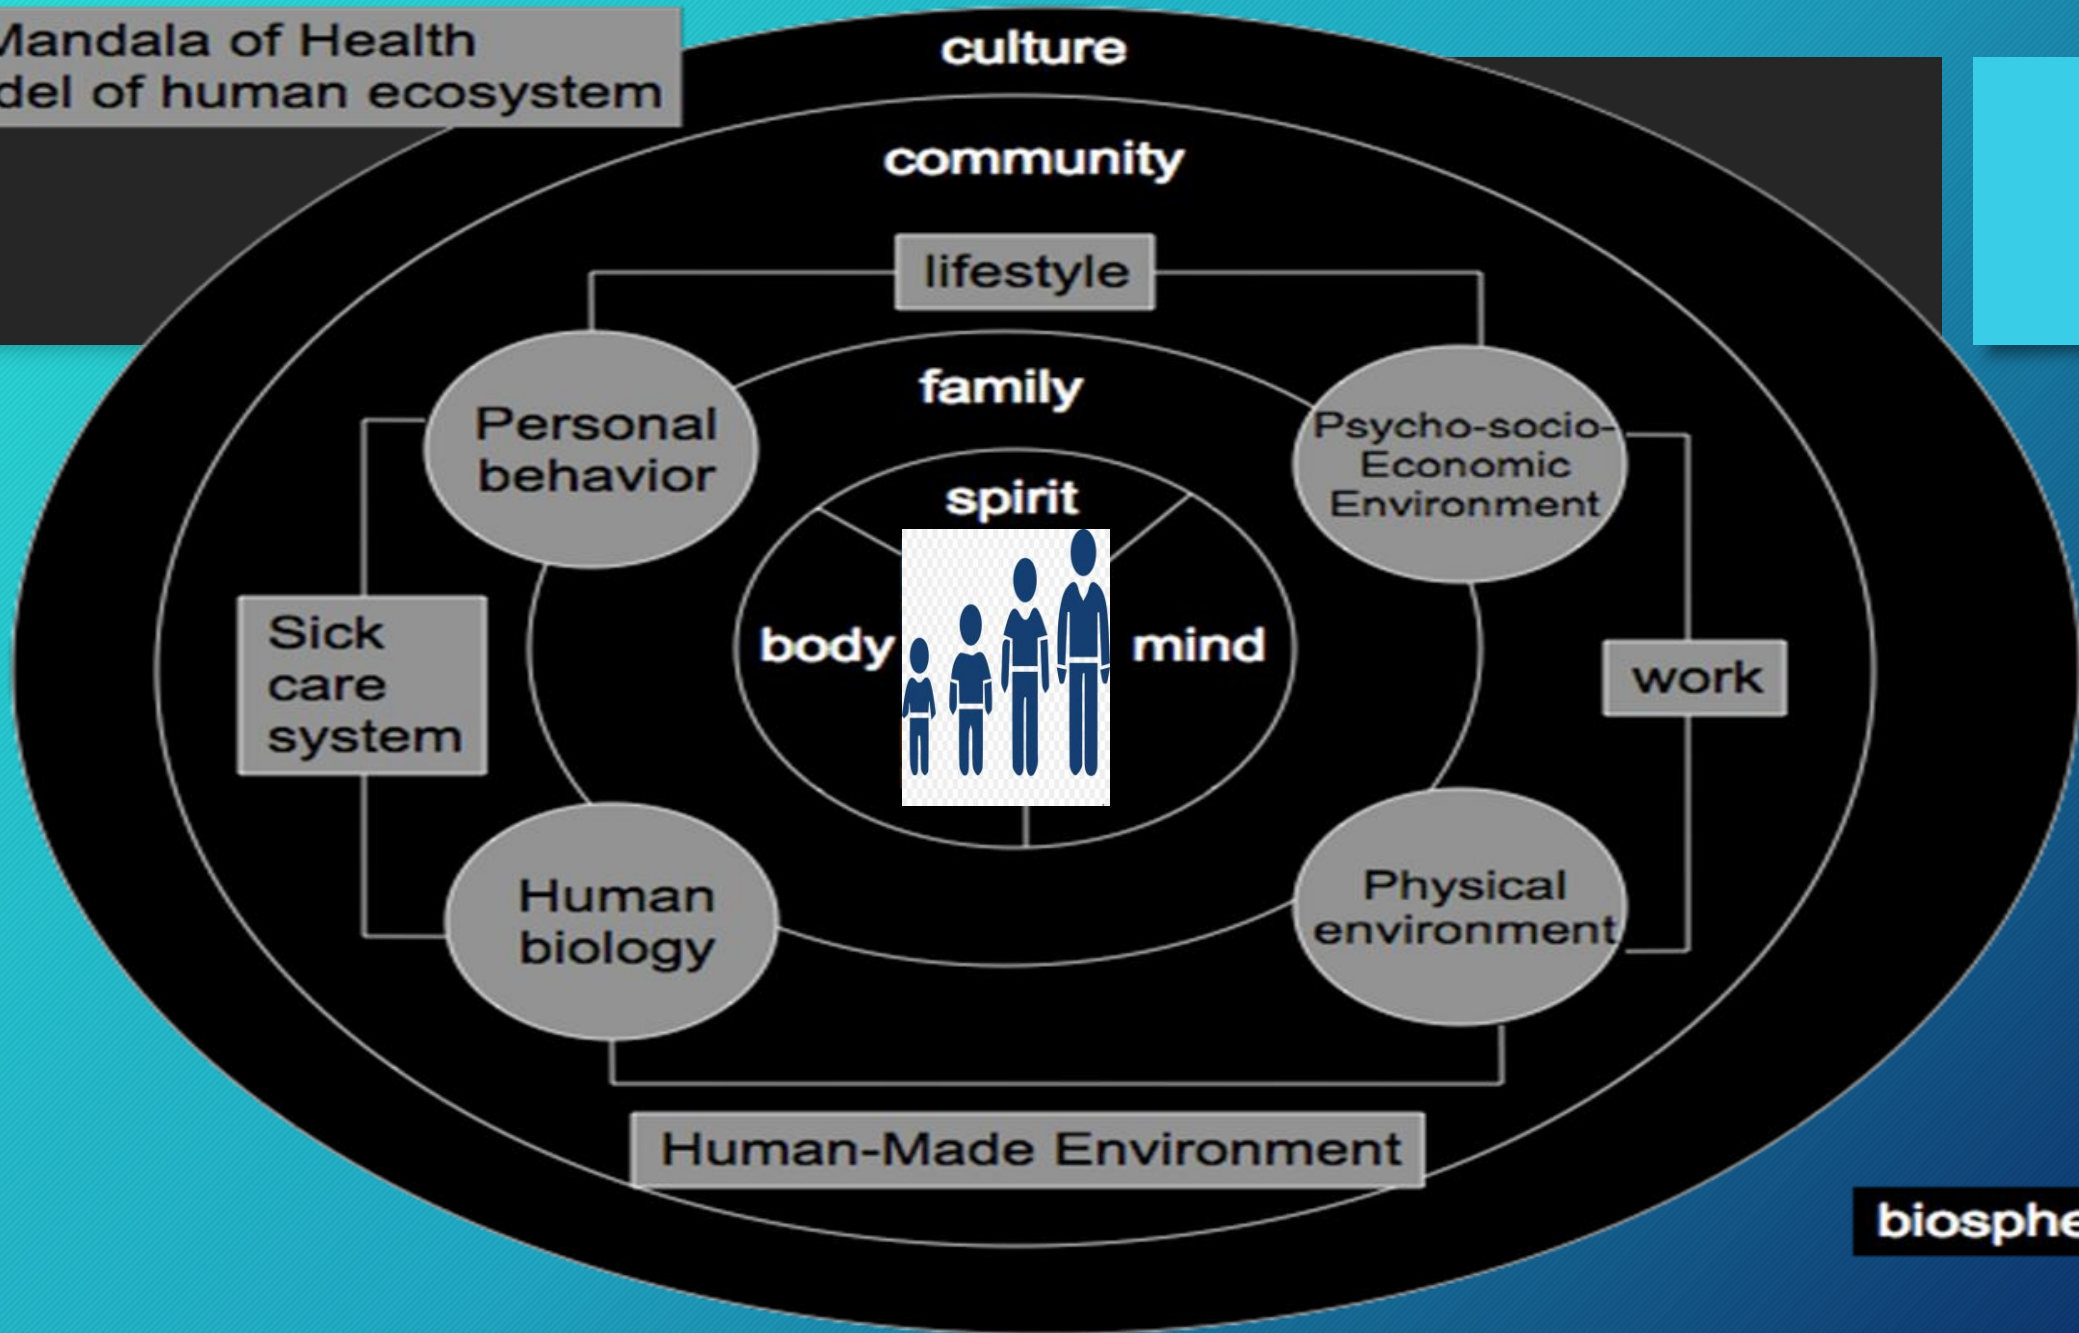 Mandala of Health
del of human ecosystem
culture
community
lifestyle
family
Personal
behavior
Psycho-socio-
Economic
Environment
spirit
body
mind
Sick
care
system
work
Human
biology
Physical
environment
Human-Made Environment
biosphe